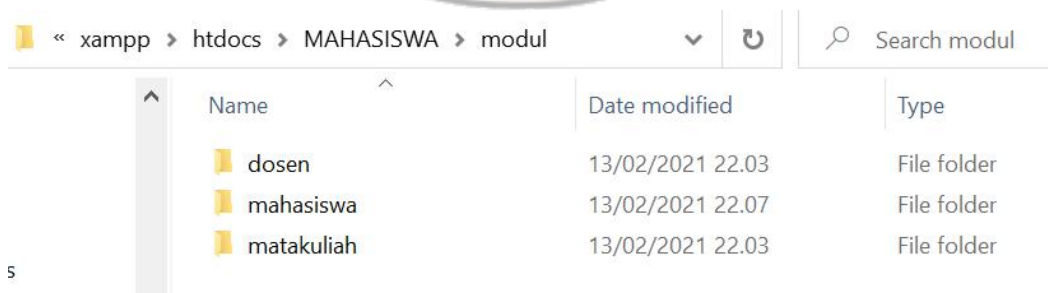 « xampp > htdocs > MAHASISWA > modul Search modul
Name Date modified Type
dosen 13/02/2021 22.03 File folder
mahasiswa 13/02/2021 22.07 File folder
matakuliah 13/02/2021 22.03 File folder
s